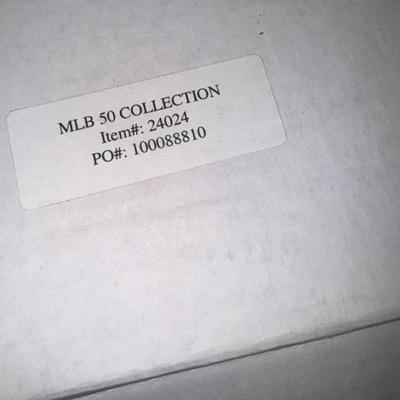 MLB 50 COLLECTION
Item#: 24024
PO#: 100088810